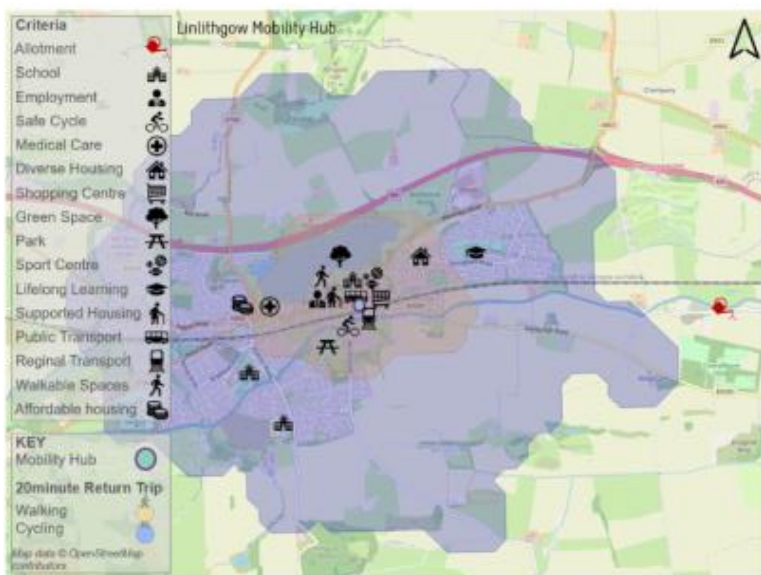 Linlithgow Mobility Hub
Criteria
Allotment
School
Employment
Safe Cycle
Medical Care
Diverse Housing
Shopping Centre
Green Space
Park
Sport Centre
Lifelong Learning
Supported Housing
Public Transport
Reginal Transport
Walkable Spaces
Affordable housing
KEY
Mobility Hub
20minute Return Trip
Walking
Cycling
Map data © OpenStreetMap
contributors